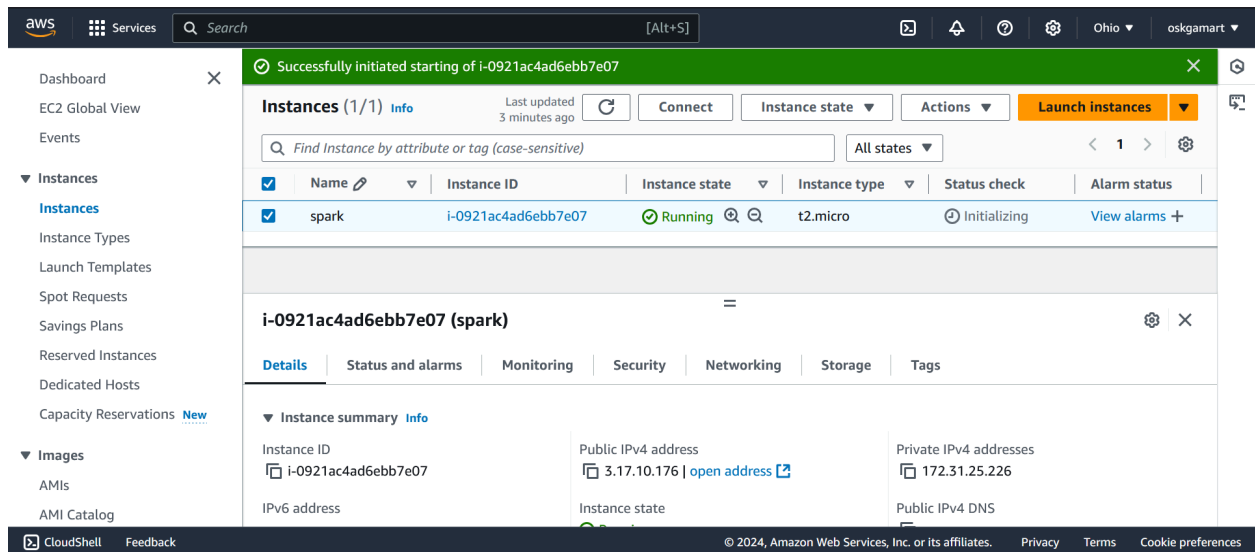 aws Services Search [Alt+S] Ohio oskgamart
Dashboard
EC2 Global View
Events
Instances
Instances
Instance Types
Launch Templates
Spot Requests
Savings Plans
Reserved Instances
Dedicated Hosts
Capacity Reservations New
Images
AMIs
AMI Catalog
Successfully initiated starting of i-0921ac4ad6ebb7e07
Instances (1/1) Info
Last updated
3 minutes ago
Connect Instance state Actions Launch instances
Find Instance by attribute or tag (case-sensitive) All states 1
Name Instance ID Instance state Instance type Status check Alarm status
spark i-0921ac4ad6ebb7e07 Running t2.micro Initializing View alarms +
i-0921ac4ad6ebb7e07 (spark)
Details Status and alarms Monitoring Security Networking Storage Tags
Instance summary Info
Instance ID Public IPv4 address Private IPv4 addresses
i-0921ac4ad6ebb7e07 3.17.10.176 | open address 172.31.25.226
IPv6 address Instance state Public IPv4 DNS
CloudShell Feedback © 2024, Amazon Web Services, Inc. or its affiliates. Privacy Terms Cookie preferences